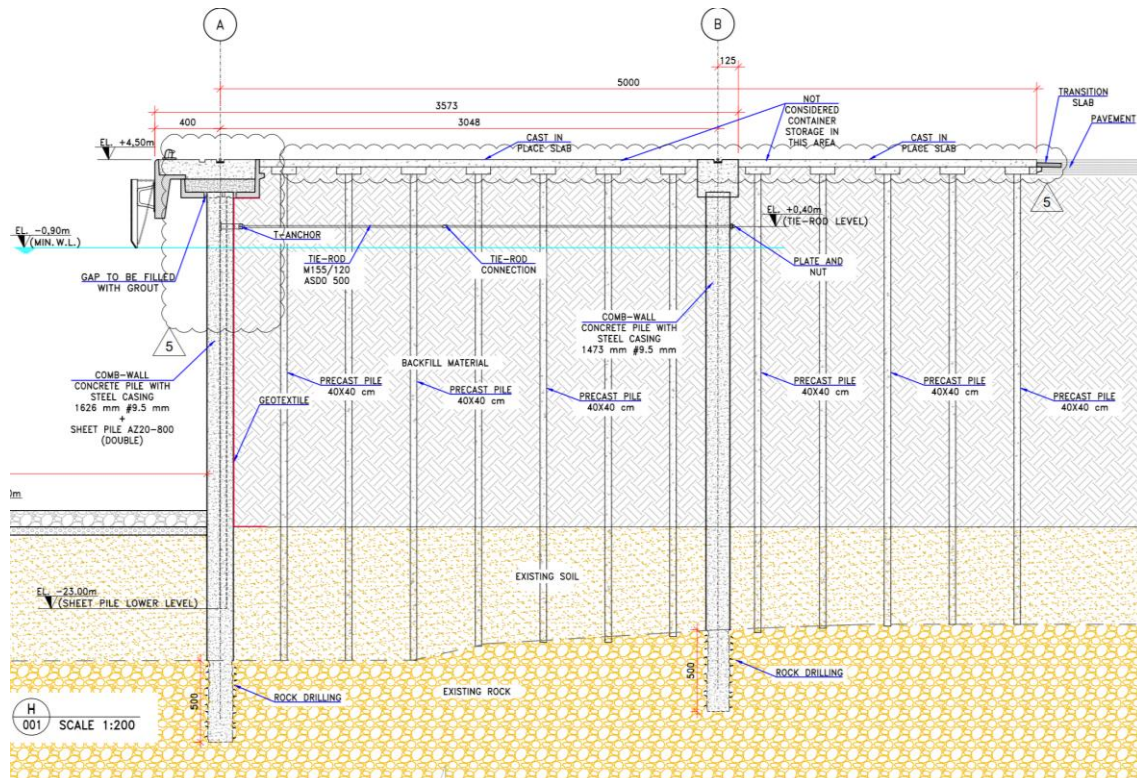 A
B
125
5000
3573
400
3048
EL. +4,50m
CAST IN
PLACE SLAB
NOT
CONSIDERED
CONTAINER
STORAGE IN
THIS AREA
CAST IN
PLACE SLAB
TRANSITION
SLAB
PAVEMENT
5
EL. -0,90m
(MIN.W.L.)
T-ANCHOR
EL. +0,40m
(TIE-ROD LEVEL)
GAP TO BE FILLED
WITH GROUT
TIE-ROD
M155/120
ASDO 500
TIE-ROD
CONNECTION
PLATE AND
NUT
5
COMB-WALL
CONCRETE PILE WITH
STEEL CASING
1473 mm #9.5 mm
COMB-WALL
CONCRETE PILE WITH
STEEL CASING
1626 mm #9.5 mm
+
SHEET PILE AZ20-800
(DOUBLE)
BACKFILL MATERIAL
GEOTEXTILE
PRECAST PILE
40X40 cm
PRECAST PILE
40X40 cm
PRECAST PILE
40X40 cm
PRECAST PILE
40X40 cm
PRECAST PILE
40X40 cm
PRECAST PILE
40X40 cm
0m
EXISTING SOIL
EL. -23.00m
(SHEET PILE LOWER LEVEL)
500
500
ROCK DRILLING
ROCK DRILLING
EXISTING ROCK
H
001
SCALE 1:200